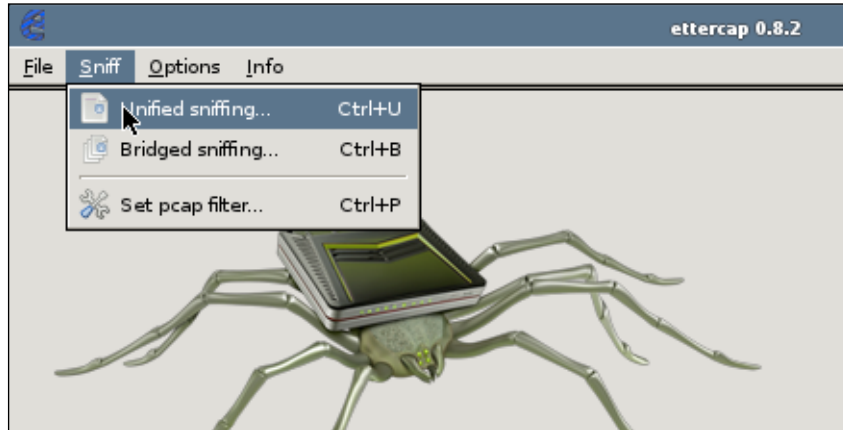 ettercap 0.8.2
File Sniff Options Info
Unified sniffing... Ctrl+U
Bridged sniffing... Ctrl+B
Set pcap filter... Ctrl+P